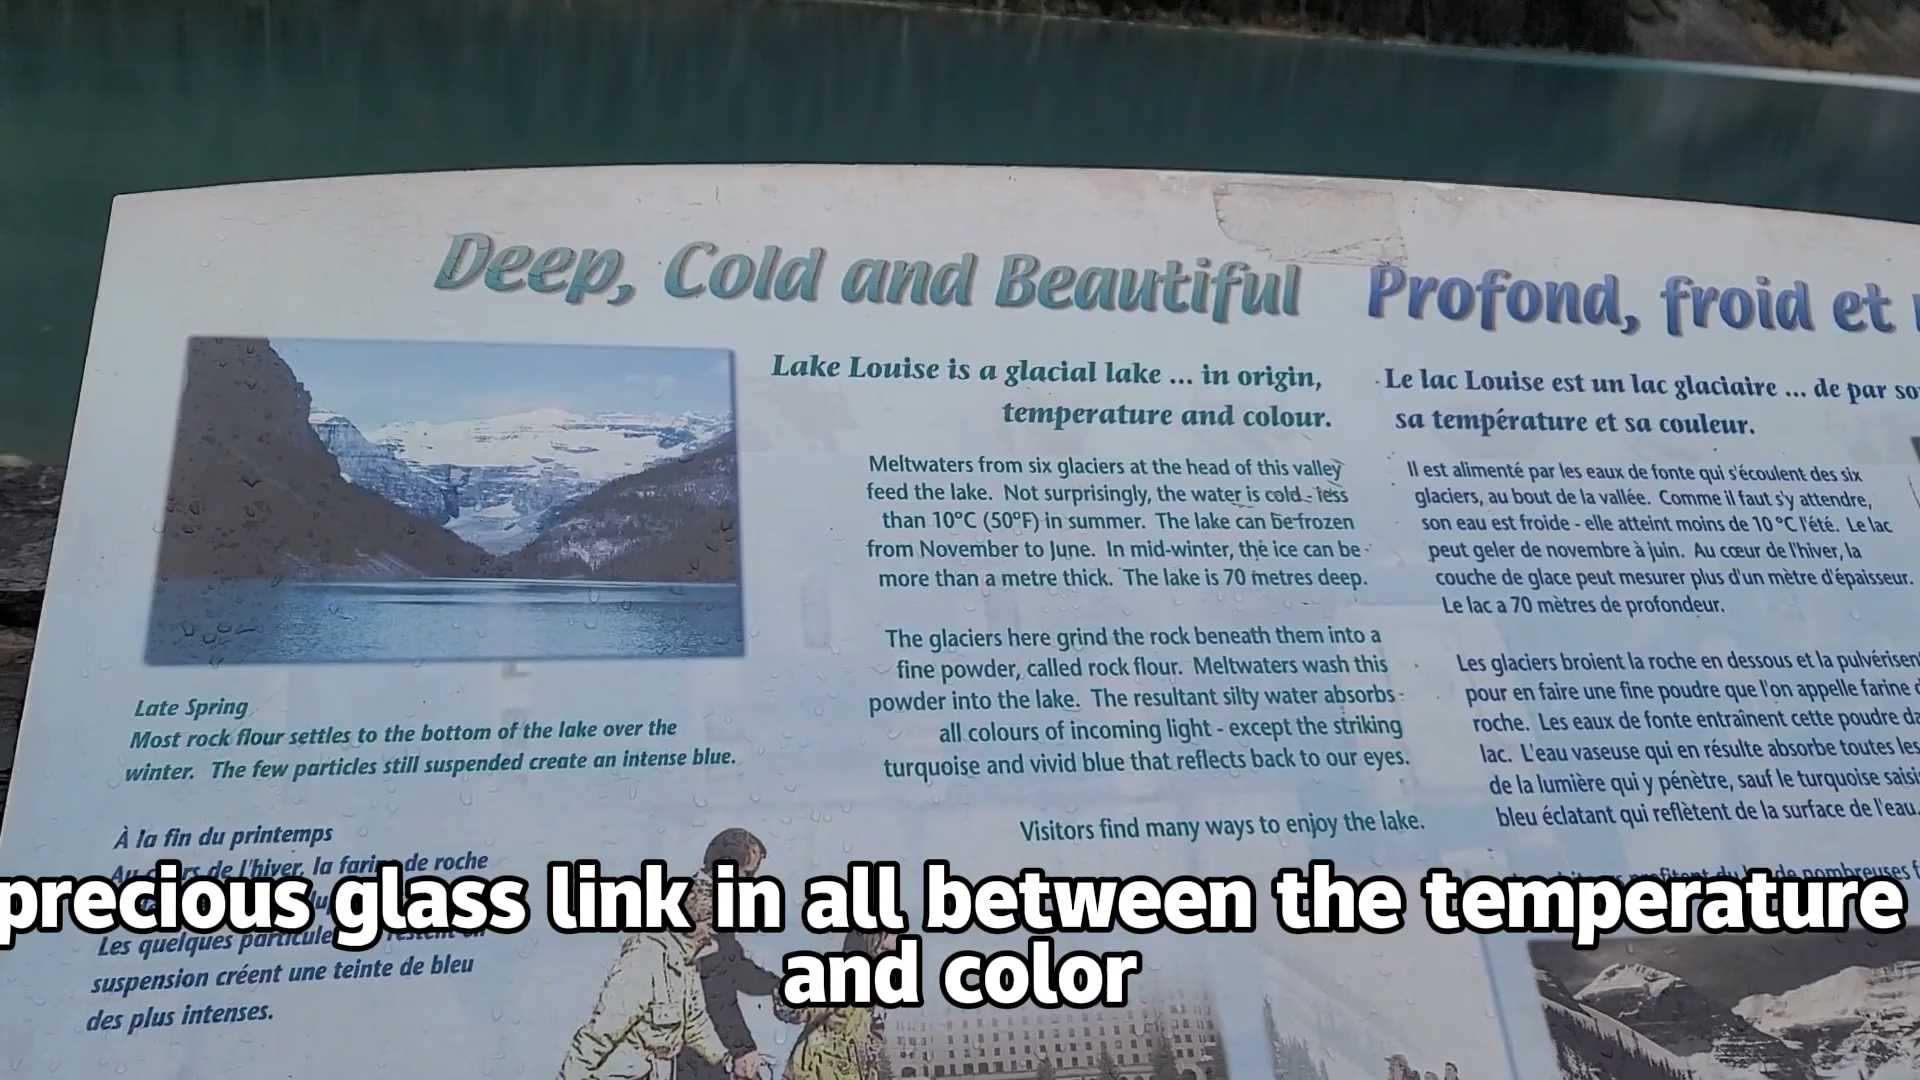 Deep, Cold and Beautiful
Lake Louise is a glacial lake ... in origin,
temperature and colour.
Meltwaters from six glaciers at the head of this valley
feed the lake. Not surprisingly, the water is cold - less
than 10°C (50°F) in summer. The lake can be frozen
from November to June. In mid-winter, the ice can be
more than a metre thick. The lake is 70 metres deep.
The glaciers here grind the rock beneath them into a
fine powder, called rock flour. Meltwaters wash this
powder into the lake. The resultant silty water absorbs
all colours of incoming light - except the striking
turquoise and vivid blue that reflects back to our eyes.
Visitors find many ways to enjoy the lake.
Profond, froid et
Le lac Louise est un lac glaciaire ... de par
sa température et sa couleur.
Il est alimenté par les eaux de fonte qui s'écoulent des six
glaciers, au bout de la vallée. Comme il faut s'y attendre,
son eau est froide - elle atteint moins de 10 °C l'été. Le lac
peut geler de novembre à juin. Au cœur de l'hiver, la
couche de glace peut mesurer plus d'un mètre d'épaisseur.
Le lac a 70 mètres de profondeur.
Les glaciers broient la roche en dessous et la
pour en faire une fine poudre que l'on appelle farine
roche. Les eaux de fonte entraînent cette poudre
lac. L'eau vaseuse qui en résulte absorbe toutes les
de la lumière qui y pénètre, sauf le turquoise
bleu éclatant qui reflètent de la surface de l'eau.
de nombreuses
Late Spring
Most rock flour settles to the bottom of the lake over the
winter. The few particles still suspended create an intense blue.
À la fin du printemps
de l'hiver, la farine de roche
Les quelques
suspension créent une teinte de bleu
des plus intenses.
precious glass link in all between the temperature
and color